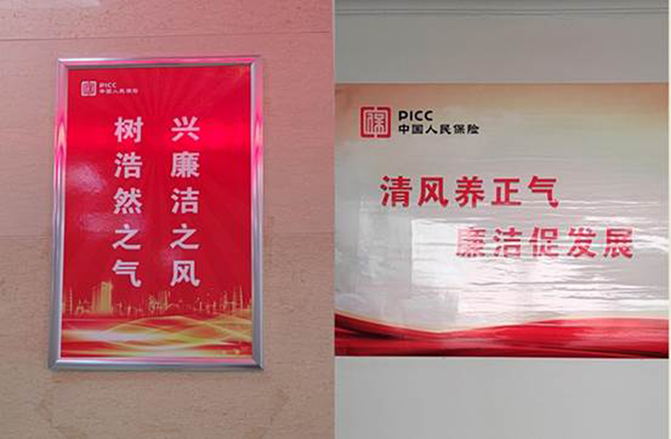 PICC
中国人民保险
兴廉洁之风
树浩然之气
PICC
中国人民保险
清风养正气
廉洁促发展